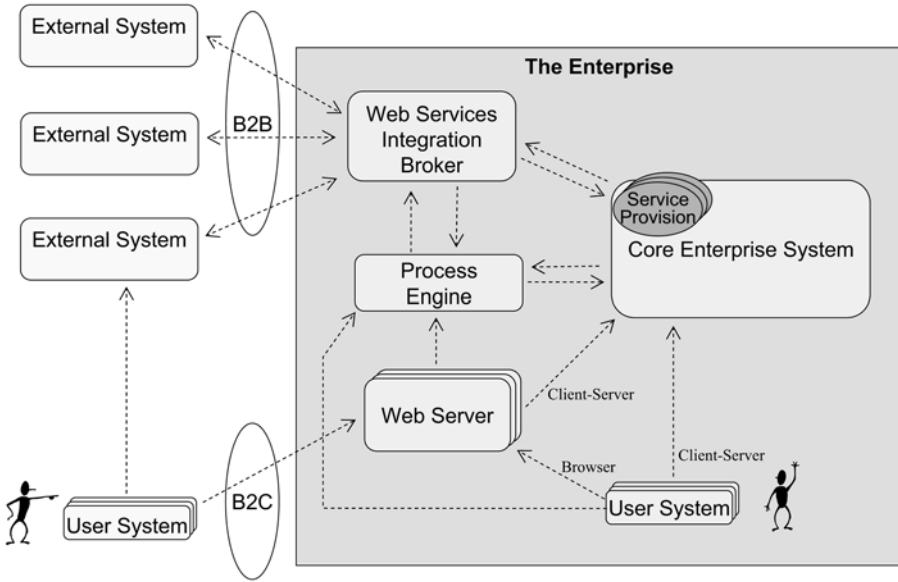 External System
External System
External System
B2B
The Enterprise
Web Services
Integration
Broker
Service
Provision
Core Enterprise System
Process
Engine
Web Server
Client-Server
Browser
Client-Server
User System
B2C
User System